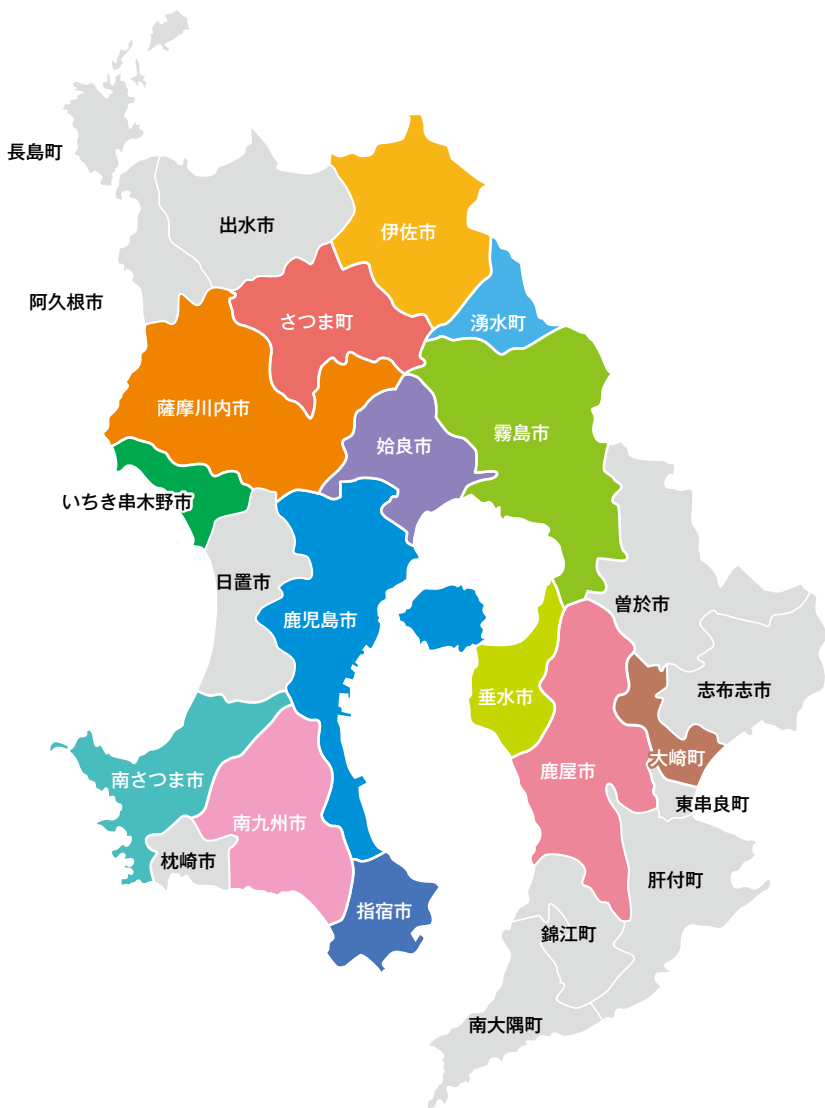 長島町
出水市
伊佐市
阿久根市
さつま町
湧水町
薩摩川内市
姶良市
霧島市
いちき串木野市
日置市
鹿児島市
曽於市
垂水市
志布志市
南さつま市
鹿屋市
大崎町
東串良町
南九州市
枕崎市
肝付町
指宿市
錦江町
南大隅町